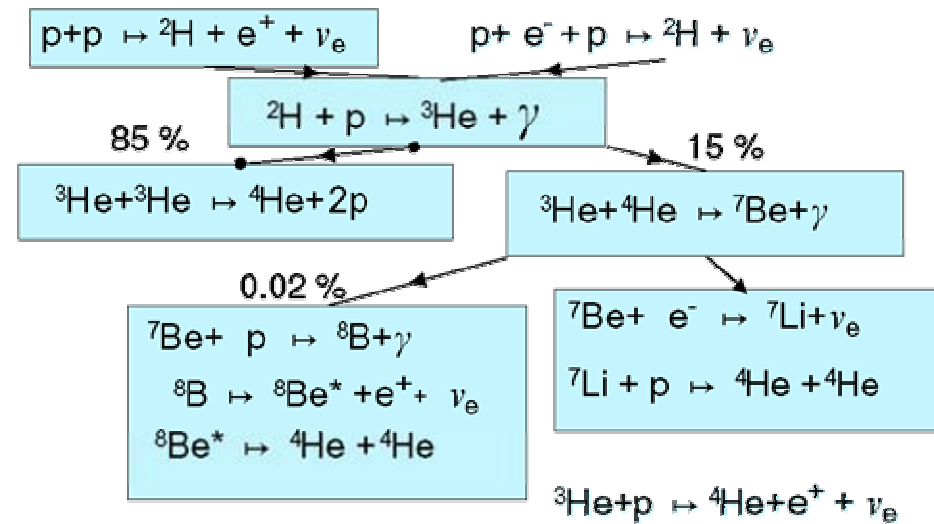 p+p ↦ ²H + e⁺ + νₑ
p+ e⁻ +p ↦ ²H + νₑ
²H + p ↦ ³He + γ
85 %
15 %
³He+³He ↦ ⁴He+2p
³He+⁴He ↦ ⁷Be+γ
0.02 %
⁷Be+ p ↦ ⁸B+γ
⁸B ↦ ⁸Be* +e⁺+ νₑ
⁸Be* ↦ ⁴He +⁴He
⁷Be+ e⁻ ↦ ⁷Li+νₑ
⁷Li + p ↦ ⁴He +⁴He
³He+p ↦ ⁴He+e⁺ + νₑ